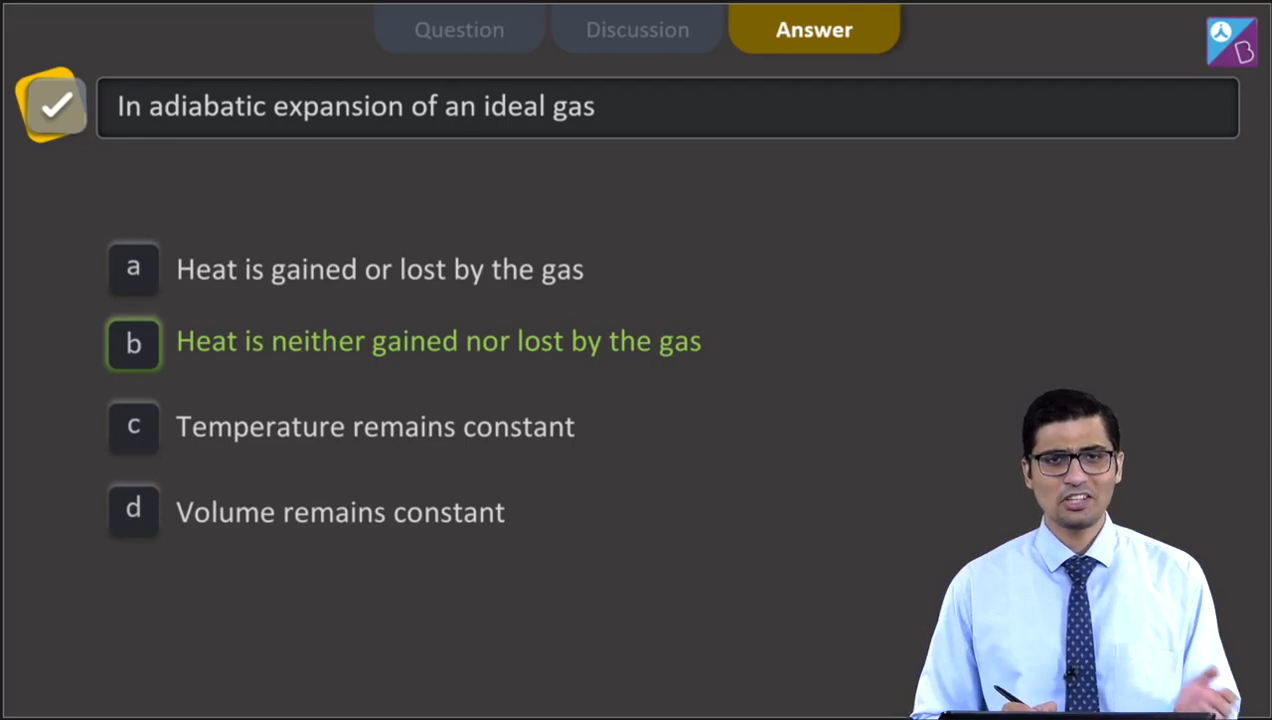 Question Discussion Answer
B
In adiabatic expansion of an ideal gas
a Heat is gained or lost by the gas
b Heat is neither gained nor lost by the gas
c Temperature remains constant
d Volume remains constant